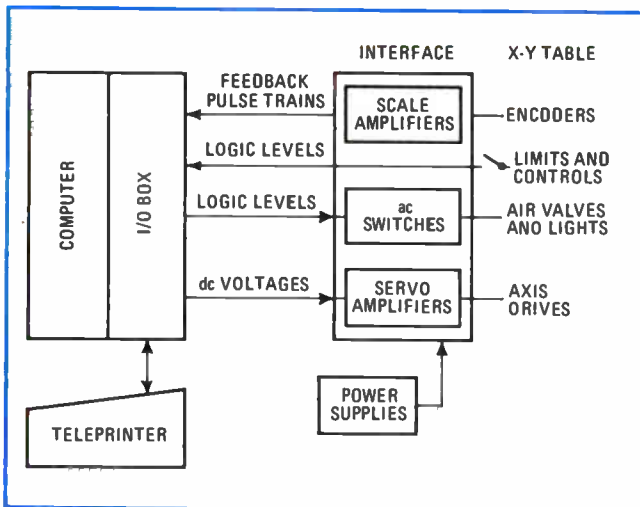 INTERFACE
X-Y TABLE
FEEDBACK
PULSE TRAINS
SCALE
AMPLIFIERS
ENCODERS
LOGIC LEVELS
LIMITS AND
CONTROLS
COMPUTER
I/O BOX
LOGIC LEVELS
ac
SWITCHES
AIR VALVES
ANO LIGHTS
dc VOLTAGES
SERVO
AMPLIFIERS
AXIS
ORIVES
POWER
SUPPLIES
TELEPRINTER